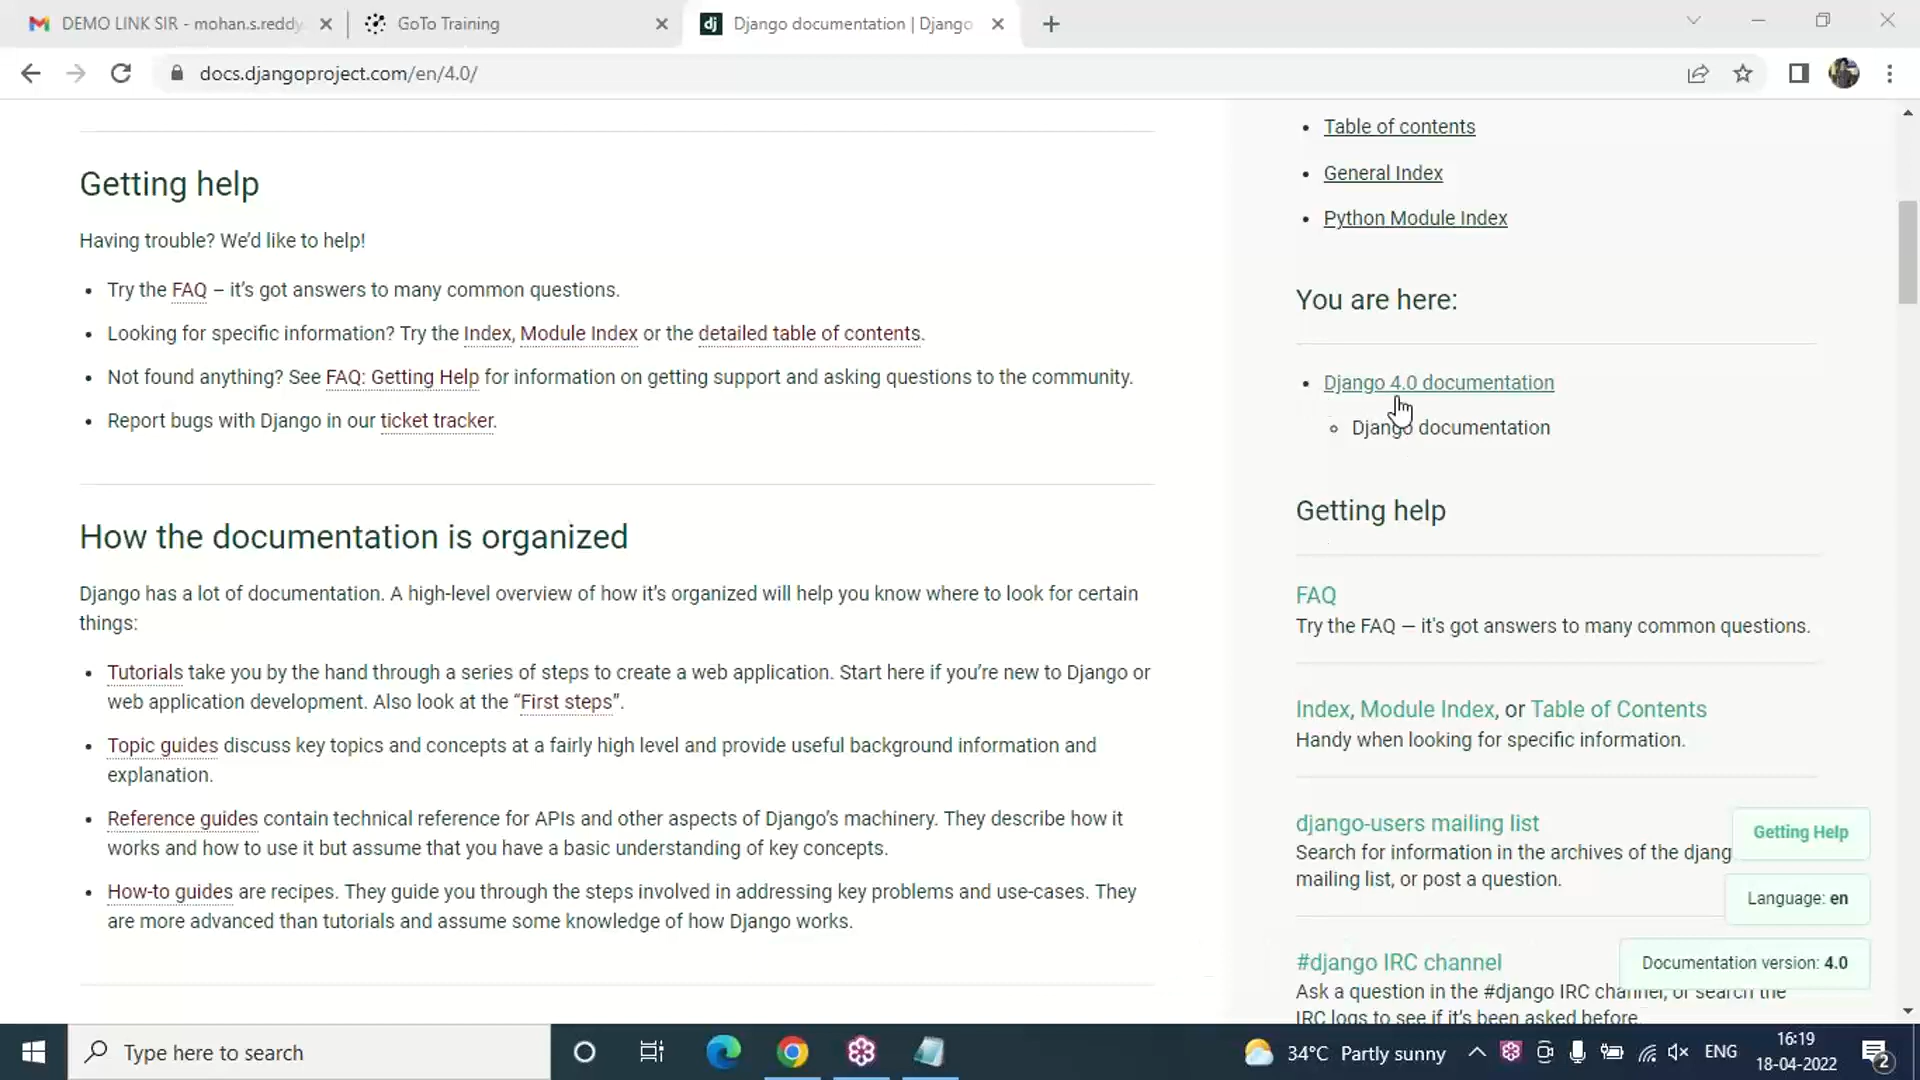 DEMO LINK SIR - mohan.s.reddy
GoTo Training
Django documentation | Django
docs.djangoproject.com/en/4.0/
Getting help
Having trouble? We'd like to help!
• Try the FAQ – it's got answers to many common questions.
• Looking for specific information? Try the Index, Module Index or the detailed table of contents.
• Not found anything? See FAQ: Getting Help for information on getting support and asking questions to the community.
• Report bugs with Django in our ticket tracker.
How the documentation is organized
Django has a lot of documentation. A high-level overview of how it's organized will help you know where to look for certain
things:
• Tutorials take you by the hand through a series of steps to create a web application. Start here if you're new to Django or
web application development. Also look at the “First steps”.
• Topic guides discuss key topics and concepts at a fairly high level and provide useful background information and
explanation.
• Reference guides contain technical reference for APIs and other aspects of Django's machinery. They describe how it
works and how to use it but assume that you have a basic understanding of key concepts.
• How-to guides are recipes. They guide you through the steps involved in addressing key problems and use-cases. They
are more advanced than tutorials and assume some knowledge of how Django works.
• Table of contents
• General Index
• Python Module Index
You are here:
• Django 4.0 documentation
◦ Django documentation
Getting help
FAQ
Try the FAQ — it's got answers to many common questions.
Index, Module Index, or Table of Contents
Handy when looking for specific information.
django-users mailing list
Search for information in the archives of the djang
mailing list, or post a question.
#django IRC channel
Ask a question in the #django IRC channel, or search the
IRC logs to see if it's been asked before.
Getting Help
Language: en
Documentation version: 4.0
Type here to search
34°C Partly sunny
ENG
16:19
18-04-2022
2